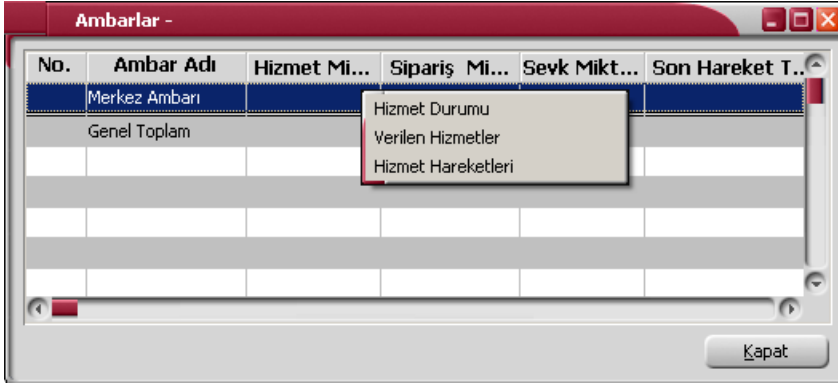 Ambarlar -
No. Ambar Adı Hizmet Mi... Sipariş Mi... Sevk Mikt... Son Hareket T...
Merkez Ambarı
Genel Toplam
Hizmet Durumu
Verilen Hizmetler
Hizmet Hareketleri
Kapat